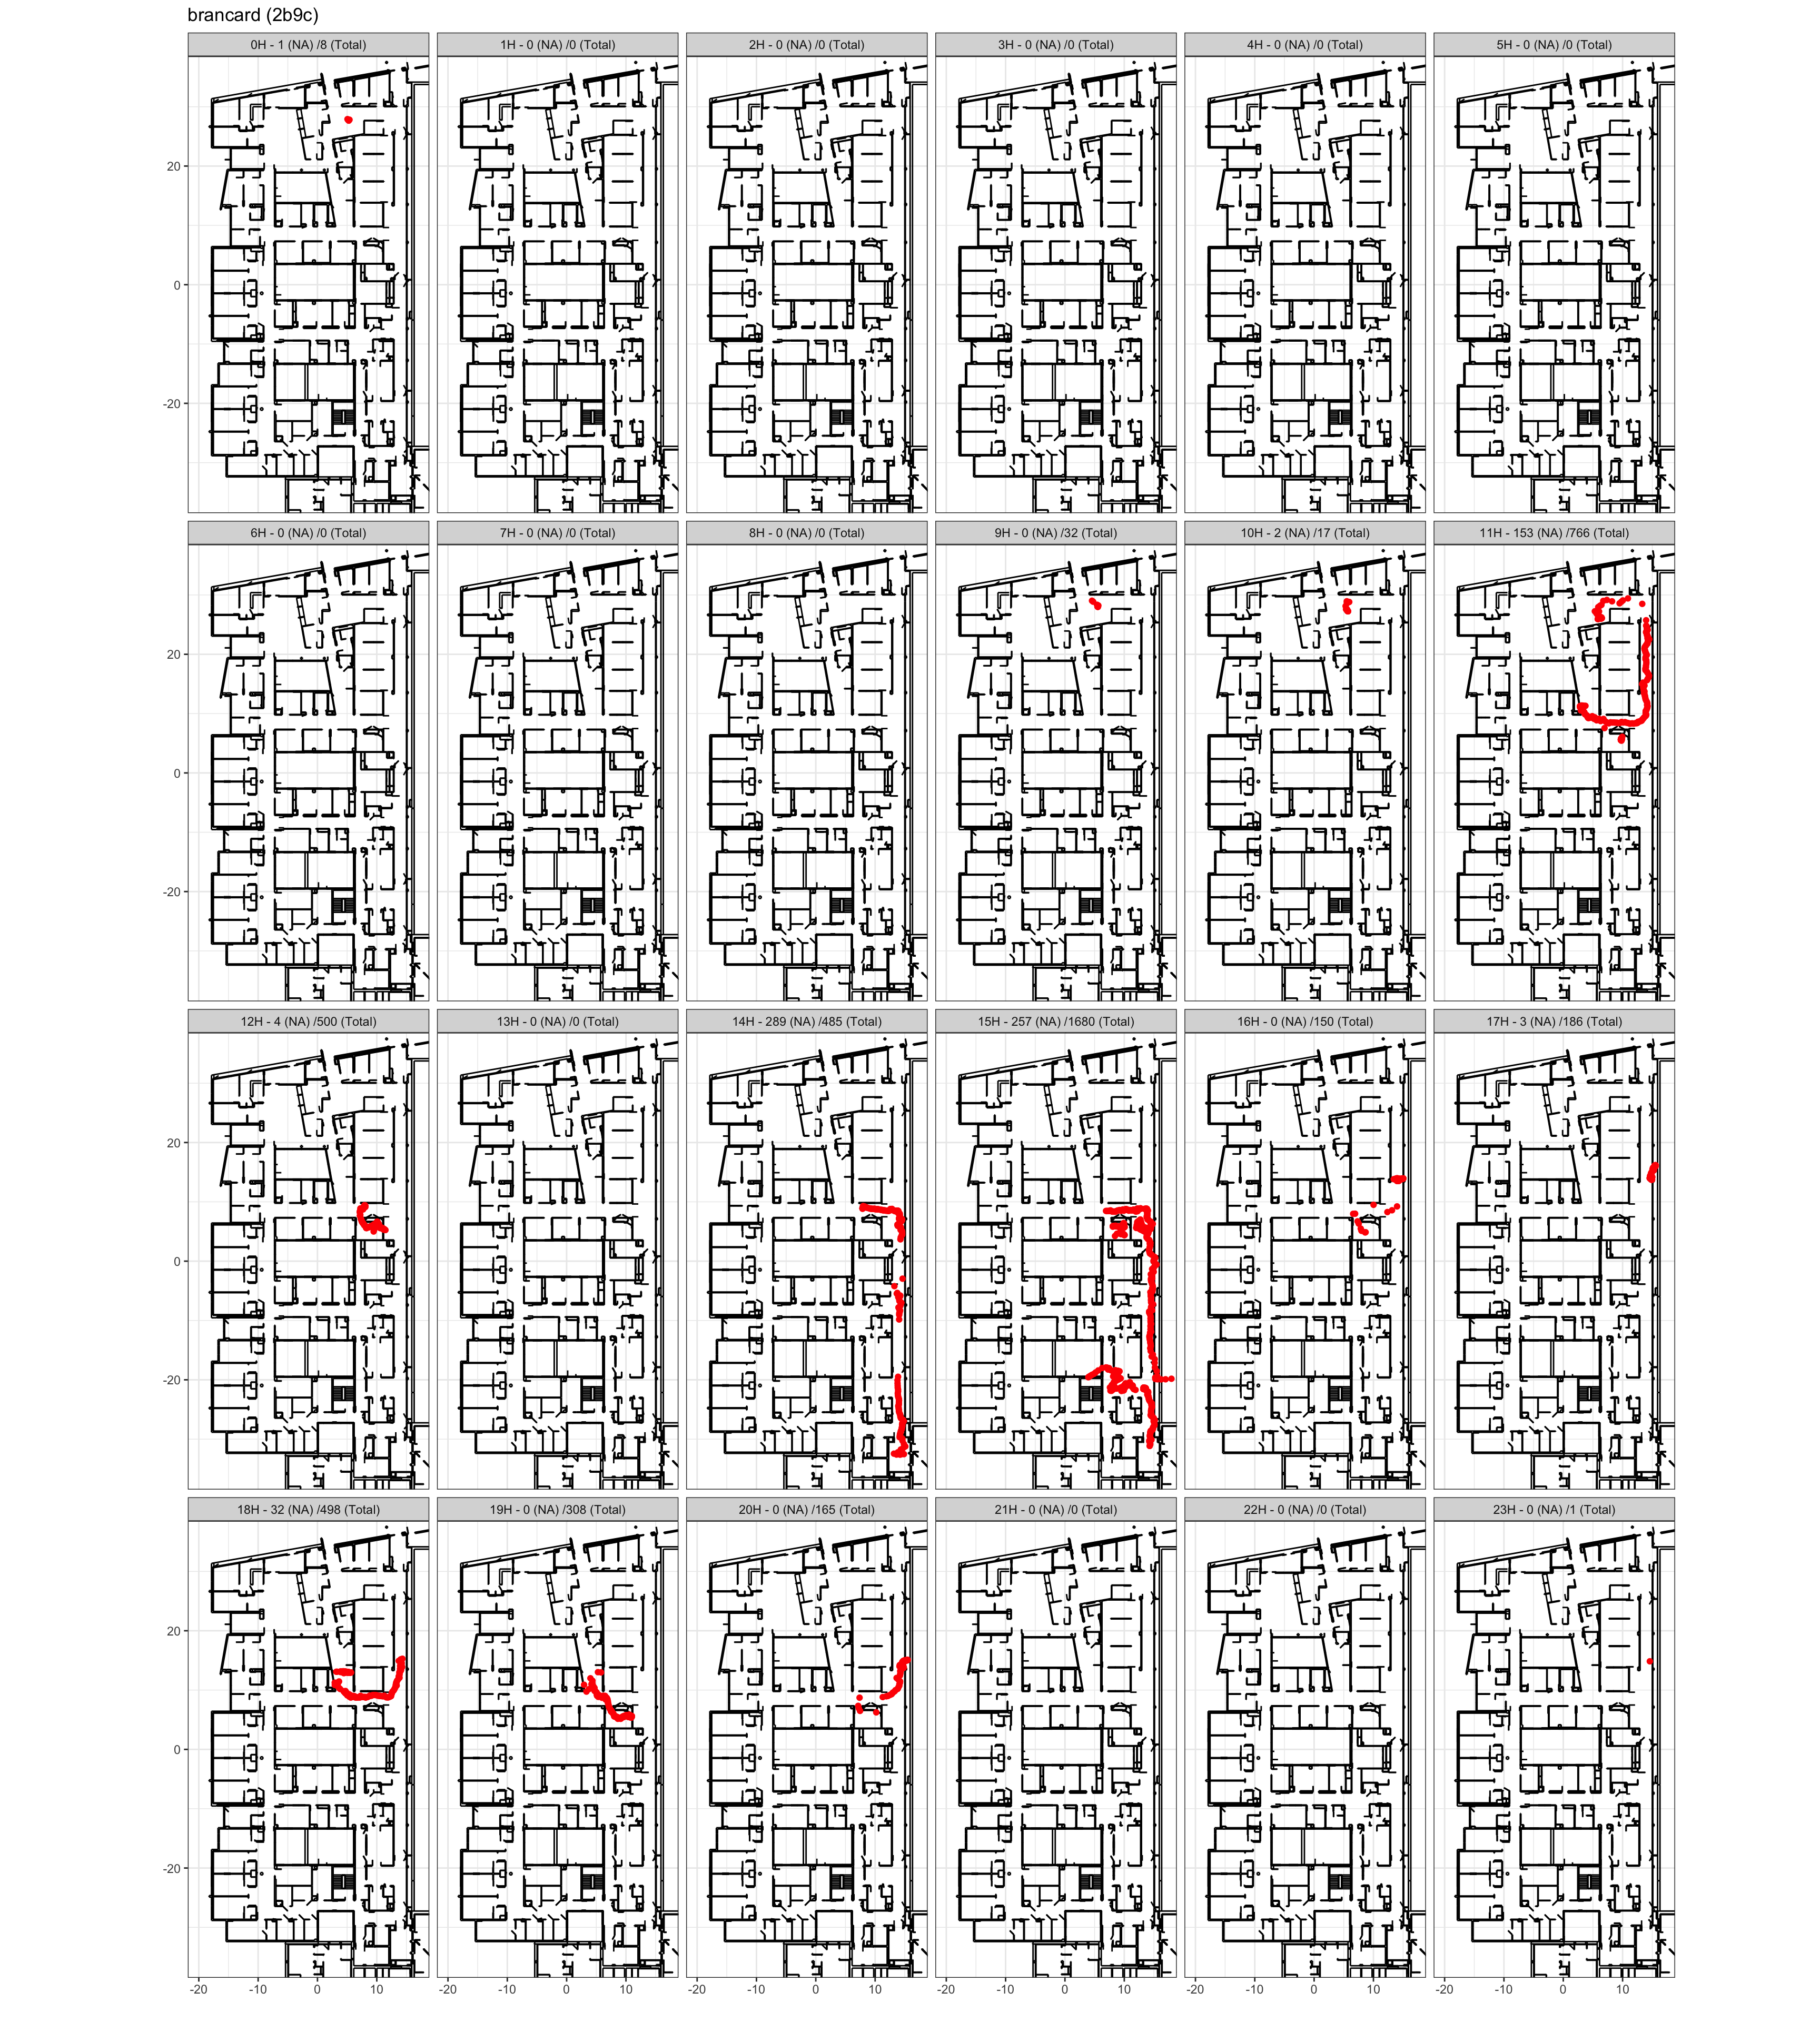 brancard (2b9c)
0H - 1 (NA) /8 (Total) 1H - 0 (NA) /0 (Total) 2H - 0 (NA) /0 (Total) 3H - 0 (NA) /0 (Total) 4H - 0 (NA) /0 (Total) 5H - 0 (NA) /0 (Total)
20
0
-20
6H - 0 (NA) /0 (Total) 7H - 0 (NA) /0 (Total) 8H - 0 (NA) /0 (Total) 9H - 0 (NA) /32 (Total) 10H - 2 (NA) /17 (Total) 11H - 153 (NA) /766 (Total)
20
0
-20
12H - 4 (NA) /500 (Total) 13H - 0 (NA) /0 (Total) 14H - 289 (NA) /485 (Total) 15H - 257 (NA) /1680 (Total) 16H - 0 (NA) /150 (Total) 17H - 3 (NA) /186 (Total)
20
0
-20
18H - 32 (NA) /498 (Total) 19H - 0 (NA) /308 (Total) 20H - 0 (NA) /165 (Total) 21H - 0 (NA) /0 (Total) 22H - 0 (NA) /0 (Total) 23H - 0 (NA) /1 (Total)
20
0
-20
-20 -10 0 10 -20 -10 0 10 -20 -10 0 10 -20 -10 0 10 -20 -10 0 10 -20 -10 0 10